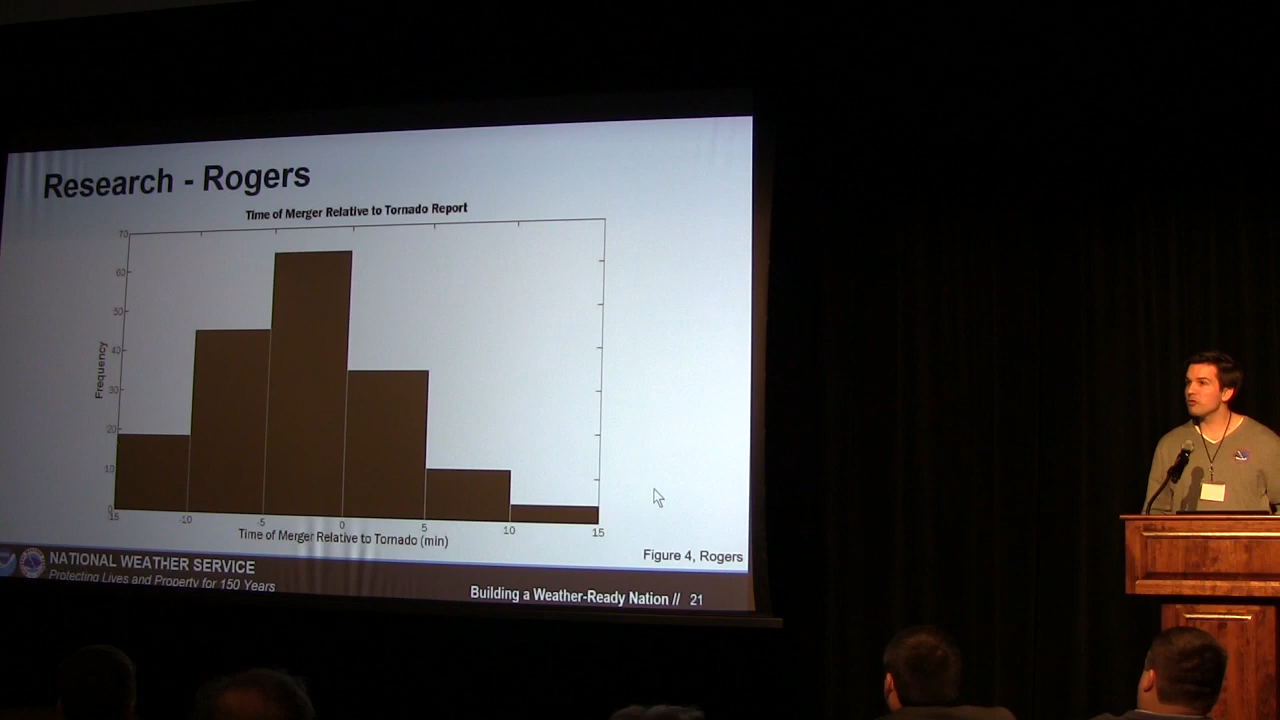 Research - Rogers
Time of Merger Relative to Tornado Report
70
60
50
40
30
20
10
0
Frequency
-15 -10 -5 0 5 10 15
Time of Merger Relative to Tornado (min)
Figure 4, Rogers
NATIONAL WEATHER SERVICE
Protecting Lives and Property for 150 Years
Building a Weather-Ready Nation // 21